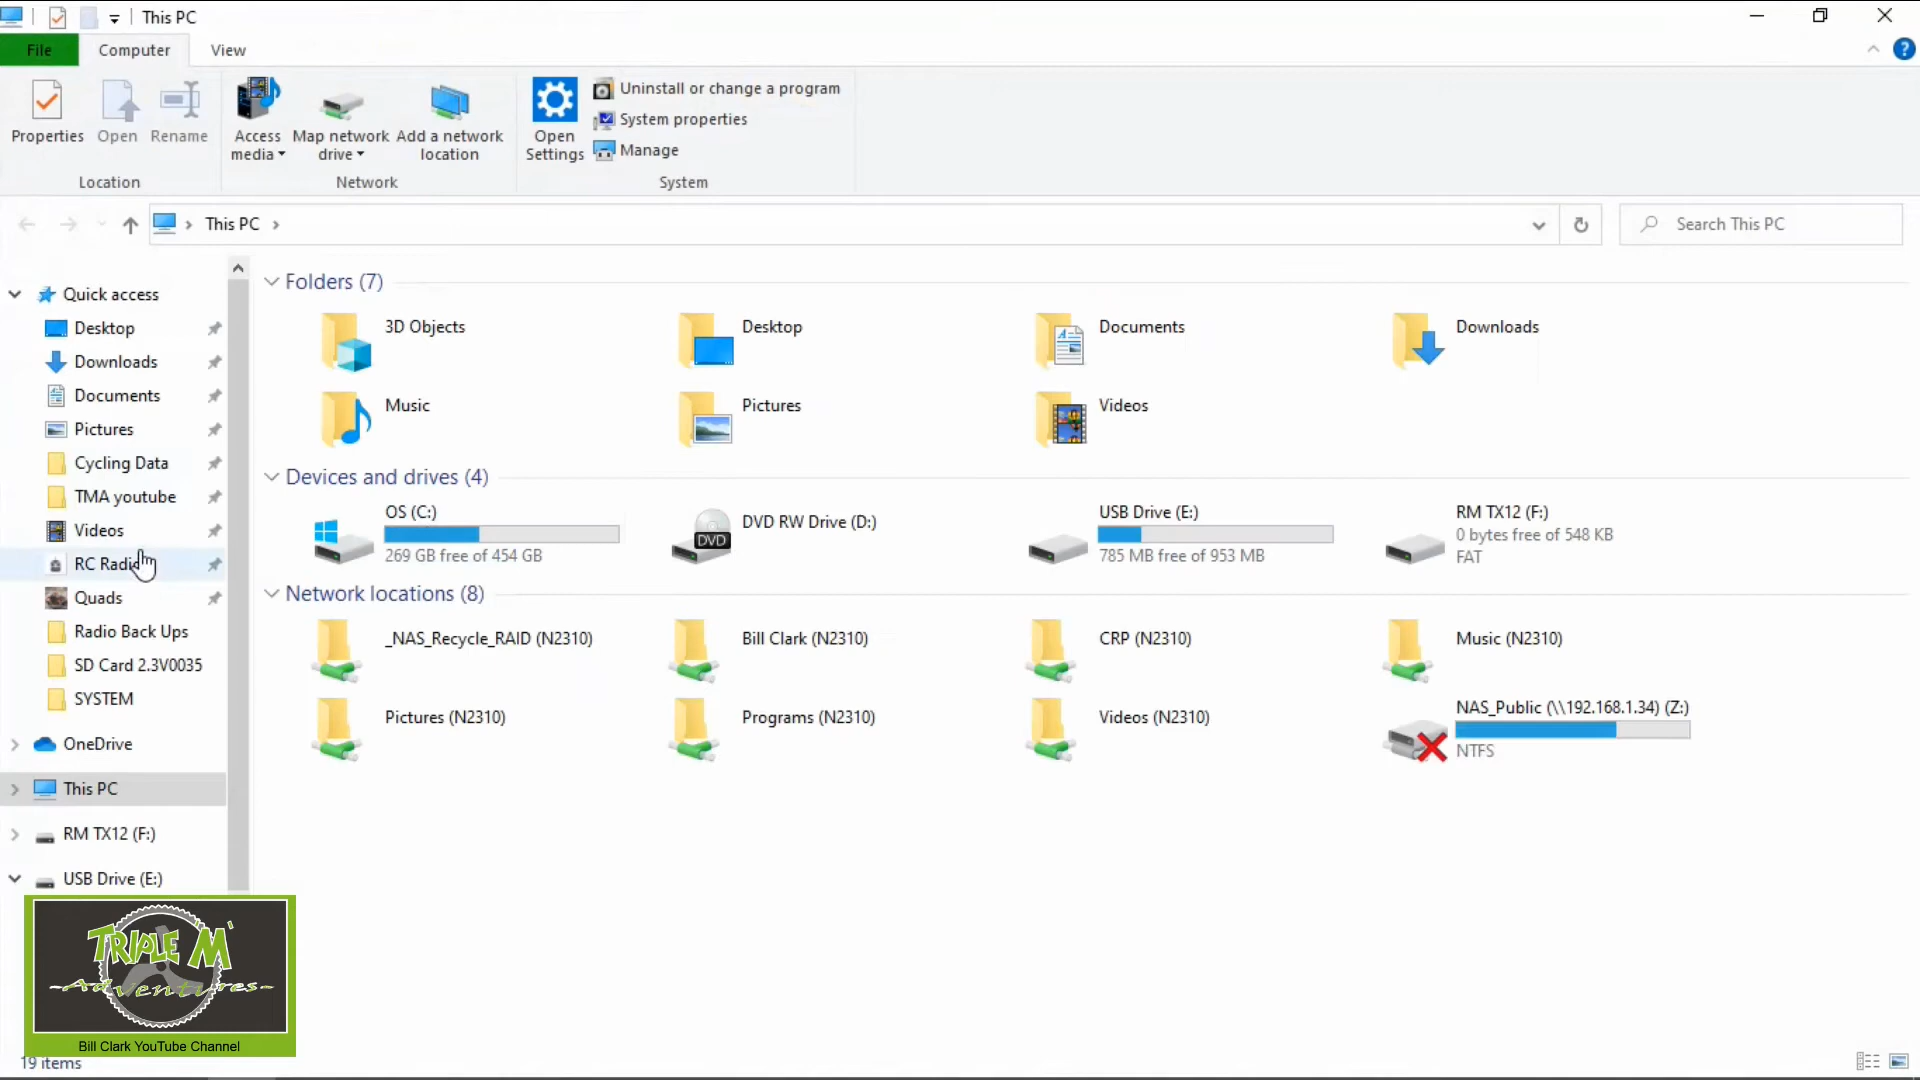 This PC
File
Computer
View
Properties
Open
Rename
Access
media
Map network
drive
Add a network
location
Open
Settings
Uninstall or change a program
System properties
Manage
Location
Network
System
This PC
Search This PC
Quick access
Desktop
Downloads
Documents
Pictures
Cycling Data
TMA youtube
Videos
RC Radio
Quads
Radio Back Ups
SD Card 2.3V0035
SYSTEM
OneDrive
This PC
RM TX12 (F:)
USB Drive (E:)
Folders (7)
3D Objects
Desktop
Documents
Downloads
Music
Pictures
Videos
Devices and drives (4)
OS (C:)
269 GB free of 454 GB
DVD
DVD RW Drive (D:)
USB Drive (E:)
785 MB free of 953 MB
RM TX12 (F:)
0 bytes free of 548 KB
FAT
Network locations (8)
_NAS_Recycle_RAID (N2310)
Bill Clark (N2310)
CRP (N2310)
Music (N2310)
Pictures (N2310)
Programs (N2310)
Videos (N2310)
NAS_Public (\\192.168.1.34) (Z:)
NTFS
TRIPLE M
-Adventures-
Bill Clark YouTube Channel
19 items